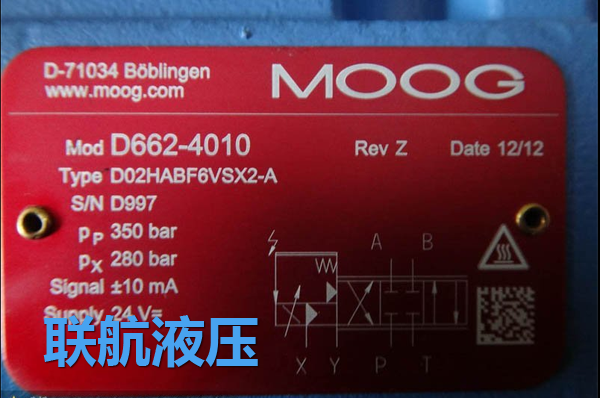 D-71034 Böblingen
www.moog.com
MOOG
Mod D662-4010 Rev Z Date 12/12
Type D02HABF6VSX2-A
S/N D997
pP 350 bar
pX 280 bar
Signal ±10 mA
Supply 24 V=
A B
X Y P T
联航液压